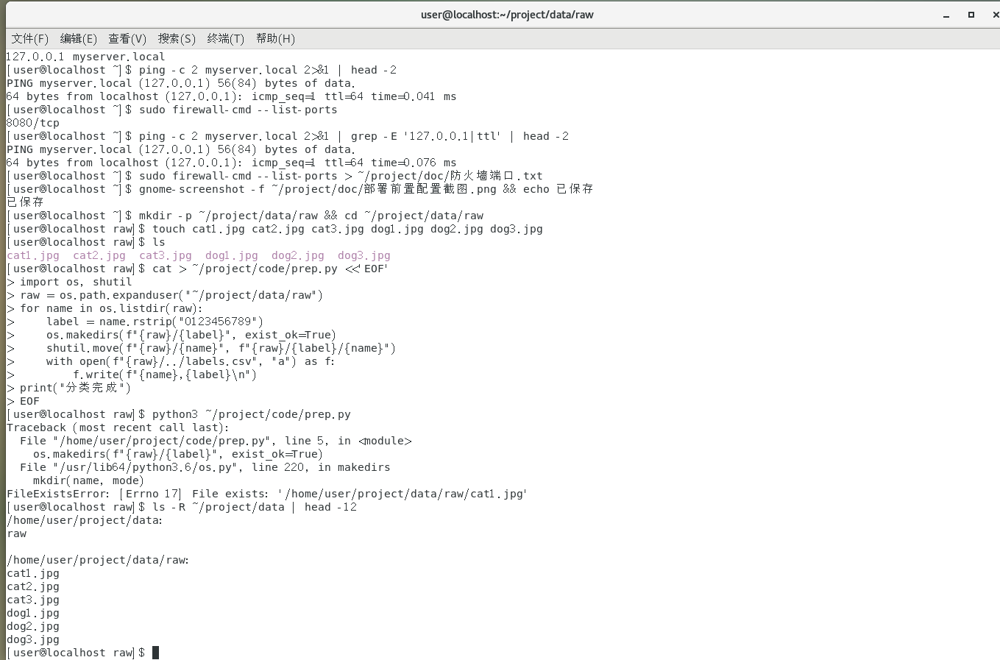 user@localhost:~/project/data/raw
文件(F) 编辑(E) 查看(V) 搜索(S) 终端(T) 帮助(H)
127.0.0.1 myserver.local
[user@localhost ~]$ ping -c 2 myserver.local 2>&1 | head -2
PING myserver.local (127.0.0.1) 56(84) bytes of data.
64 bytes from localhost (127.0.0.1): icmp_seq=1 ttl=64 time=0.041 ms
[user@localhost ~]$ sudo firewall-cmd --list-ports
8080/tcp
[user@localhost ~]$ ping -c 2 myserver.local 2>&1 | grep -E '127.0.0.1|ttl' | head -2
PING myserver.local (127.0.0.1) 56(84) bytes of data.
64 bytes from localhost (127.0.0.1): icmp_seq=1 ttl=64 time=0.076 ms
[user@localhost ~]$ sudo firewall-cmd --list-ports > ~/project/doc/防火墙端口.txt
[user@localhost ~]$ gnome-screenshot -f ~/project/doc/部署前置配置截图.png && echo 已保存
已保存
[user@localhost ~]$ mkdir -p ~/project/data/raw && cd ~/project/data/raw
[user@localhost raw]$ touch cat1.jpg cat2.jpg cat3.jpg dog1.jpg dog2.jpg dog3.jpg
[user@localhost raw]$ ls
cat1.jpg  cat2.jpg  cat3.jpg  dog1.jpg  dog2.jpg  dog3.jpg
[user@localhost raw]$ cat > ~/project/code/prep.py <<'EOF'
> import os, shutil
> raw = os.path.expanduser("~/project/data/raw")
> for name in os.listdir(raw):
>     label = name.rstrip("0123456789")
>     os.makedirs(f"{raw}/{label}", exist_ok=True)
>     shutil.move(f"{raw}/{name}", f"{raw}/{label}/{name}")
>     with open(f"{raw}/../labels.csv", "a") as f:
>         f.write(f"{name},{label}\n")
> print("分类完成")
> EOF
[user@localhost raw]$ python3 ~/project/code/prep.py
Traceback (most recent call last):
  File "/home/user/project/code/prep.py", line 5, in <module>
    os.makedirs(f"{raw}/{label}", exist_ok=True)
  File "/usr/lib64/python3.6/os.py", line 220, in makedirs
    mkdir(name, mode)
FileExistsError: [Errno 17] File exists: '/home/user/project/data/raw/cat1.jpg'
[user@localhost raw]$ ls -R ~/project/data | head -12
/home/user/project/data:
raw

/home/user/project/data/raw:
cat1.jpg
cat2.jpg
cat3.jpg
dog1.jpg
dog2.jpg
dog3.jpg
[user@localhost raw]$